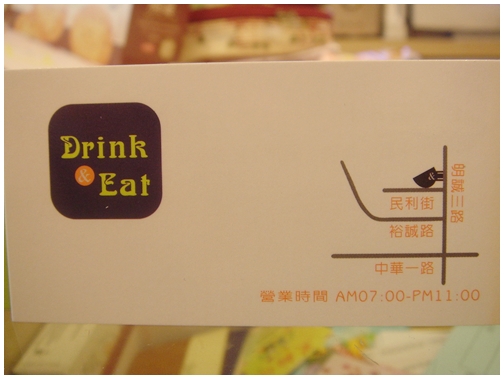 Drink
&
Eat
&
明誠三路
民利街
裕誠路
中華一路
營業時間 AM07:00-PM11:00